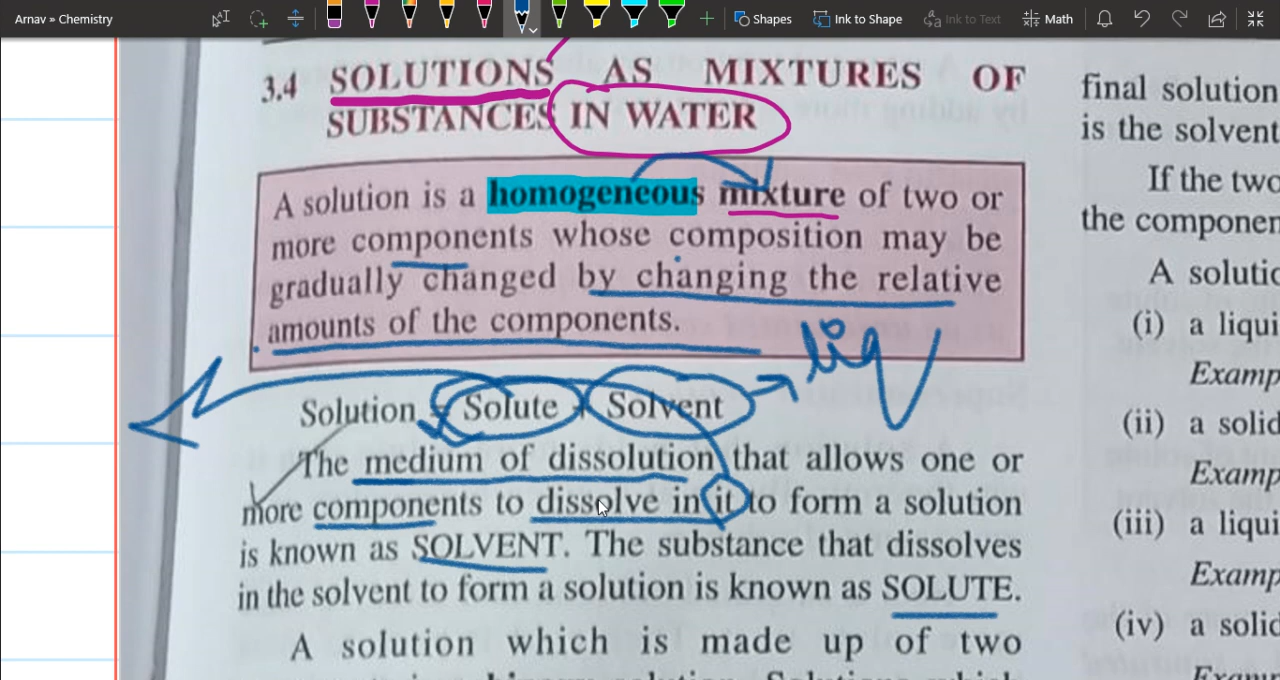 Arnav » Chemistry
Shapes
Ink to Shape
Ink to Text
Math
3.4 SOLUTIONS AS MIXTURES OF
SUBSTANCES IN WATER
A solution is a homogeneous mixture of two or
more components whose composition may be
gradually changed by changing the relative
amounts of the components.
liq
Solution = Solute + Solvent
The medium of dissolution that allows one or
more components to dissolve in it to form a solution
is known as SOLVENT. The substance that dissolves
in the solvent to form a solution is known as SOLUTE.
A solution which is made up of two
final solution
is the solvent
If the two
the componen
A solutio
(i) a liqui
Examp
(ii) a solid
Examp
(iii) a liqui
Examp
(iv) a solid